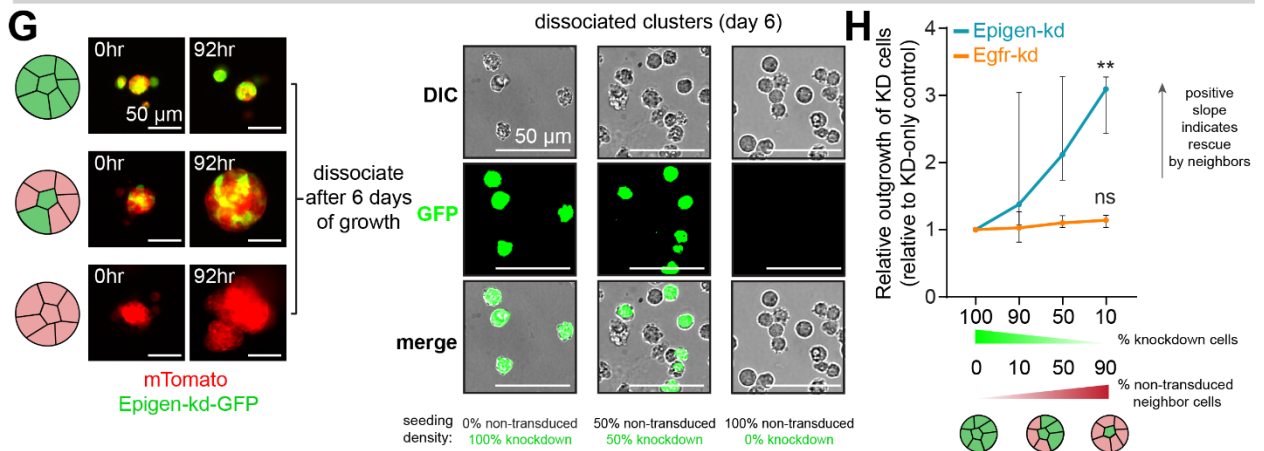 G
0hr
92hr
50 µm
0hr
92hr
0hr
92hr
mTomato
Epigen-kd-GFP
dissociate
after 6 days
of growth
dissociated clusters (day 6)
DIC
50 µm
GFP
merge
seeding
density:
0% non-transduced
100% knockdown
50% non-transduced
50% knockdown
100% non-transduced
0% knockdown
H
Relative outgrowth of KD cells
(relative to KD-only control)
4
3
2
1
0
Epigen-kd
Egfr-kd
**
ns
positive
slope
indicates
rescue
by neighbors
100 90 50 10
% knockdown cells
0 10 50 90
% non-transduced
neighbor cells